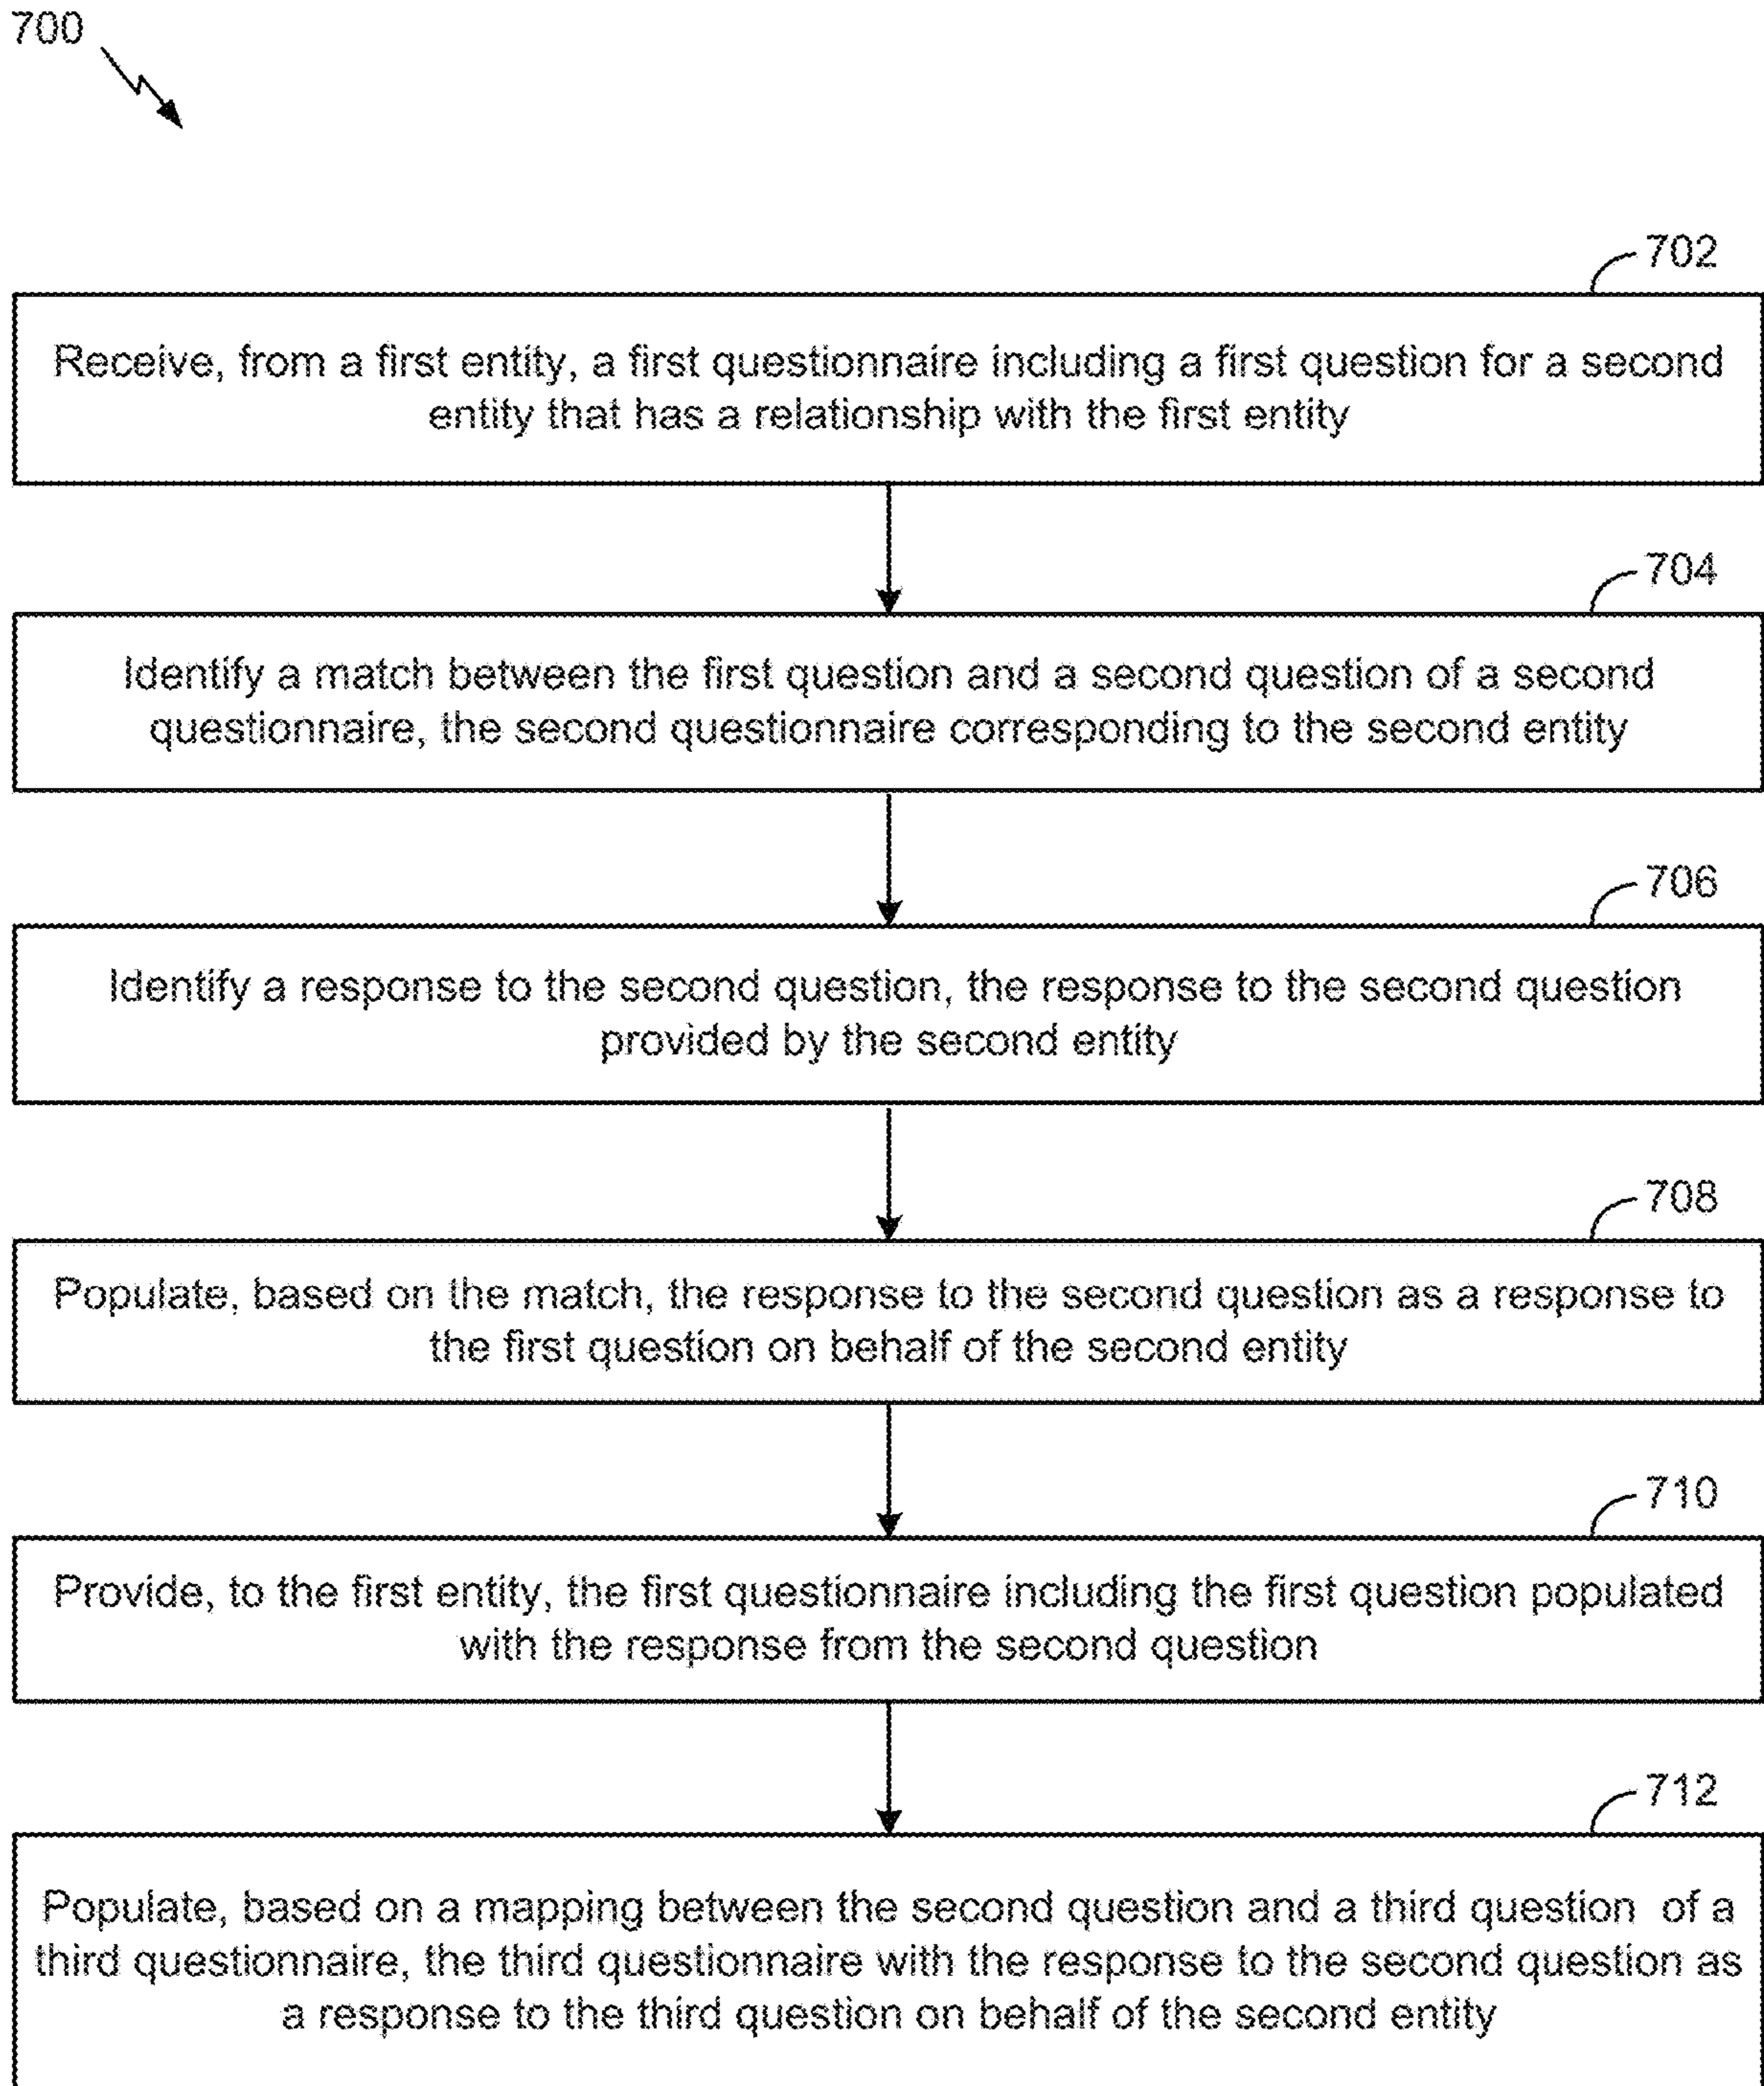 700
702
Receive, from a first entity, a first questionnaire including a first question for a second
entity that has a relationship with the first entity
704
Identify a match between the first question and a second question of a second
questionnaire, the second questionnaire corresponding to the second entity
706
Identify a response to the second question, the response to the second question
provided by the second entity
708
Populate, based on the match, the response to the second question as a response to
the first question on behalf of the second entity
710
Provide, to the first entity, the first questionnaire including the first question populated
with the response from the second question
712
Populate, based on a mapping between the second question and a third question of a
third questionnaire, the third questionnaire with the response to the second question as
a response to the third question on behalf of the second entity